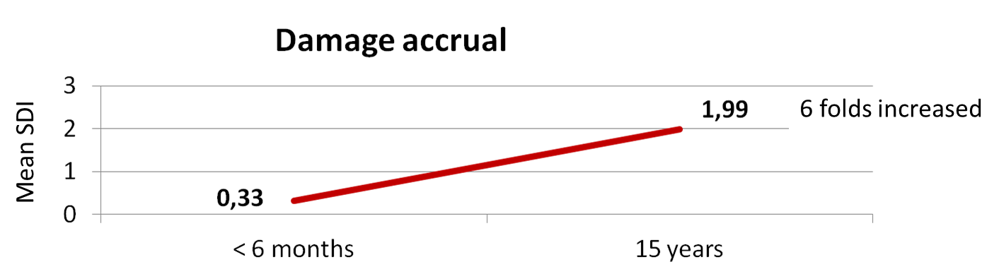 Damage accrual
Mean SDI
3
2
1
0
0,33
1,99
6 folds increased
< 6 months
15 years